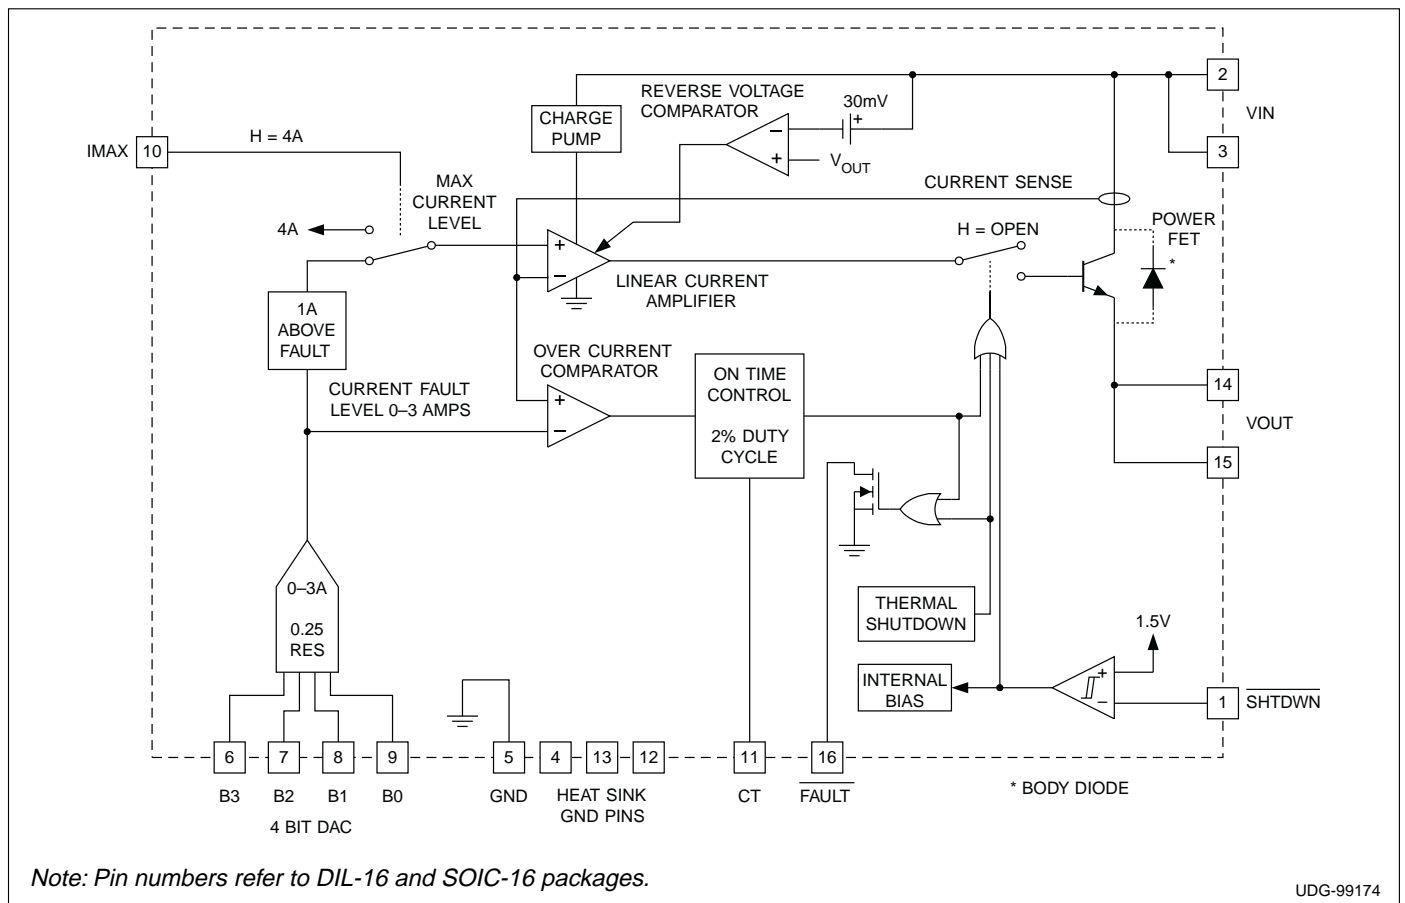 REVERSE VOLTAGE
COMPARATOR
30mV
+
2
VIN
3
CHARGE
PUMP
−
+
VOUT
H = 4A
IMAX
10
MAX
CURRENT
LEVEL
CURRENT SENSE
4A
H = OPEN
POWER
FET
*
+
−
LINEAR CURRENT
AMPLIFIER
1A
ABOVE
FAULT
OVER CURRENT
COMPARATOR
ON TIME
CONTROL
2% DUTY
CYCLE
CURRENT FAULT
LEVEL 0–3 AMPS
+
−
14
VOUT
15
0–3A
0.25
RES
THERMAL
SHUTDOWN
1.5V
INTERNAL
BIAS
+
−
1
SHTDWN
6
7
8
9
5
4
13
12
11
16
B3
B2
B1
B0
GND
HEAT SINK
GND PINS
CT
FAULT
* BODY DIODE
4 BIT DAC
Note: Pin numbers refer to DIL-16 and SOIC-16 packages.
UDG-99174